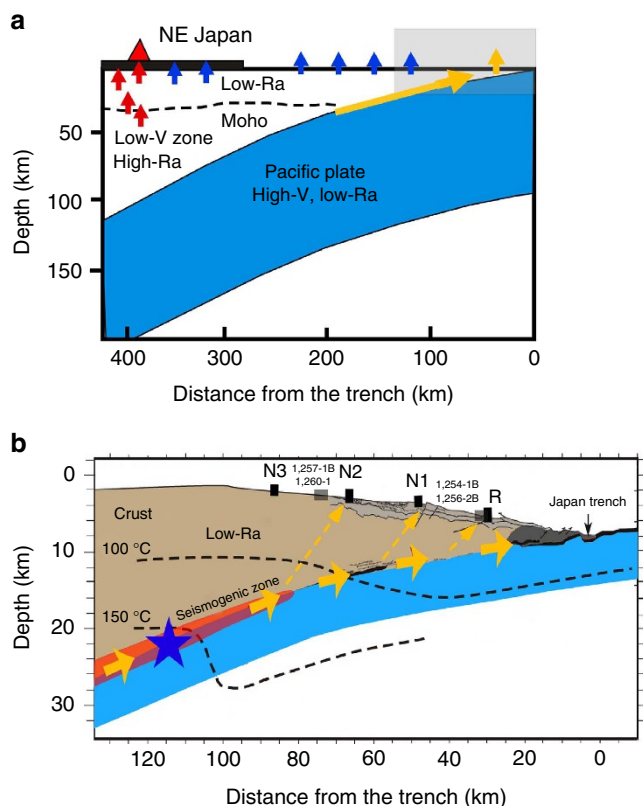 a
NE Japan
Low-Ra
Moho
Low-V zone
High-Ra
Pacific plate
High-V, low-Ra
50
100
150
Depth (km)
400
300
200
100
0
Distance from the trench (km)
b
N3
1,257-1B
1,260-1
N2
N1
1,254-1B
1,256-2B
R
Japan trench
Crust
Low-Ra
100 °C
Seismogenic zone
150 °C
0
10
20
30
Depth (km)
120
100
80
60
40
20
0
Distance from the trench (km)